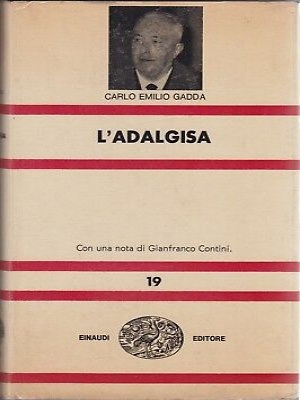 CARLO EMILIO GADDA
L'ADALGISA
Con una nota di Gianfranco Contini.
19
EINAUDI
EDITORE